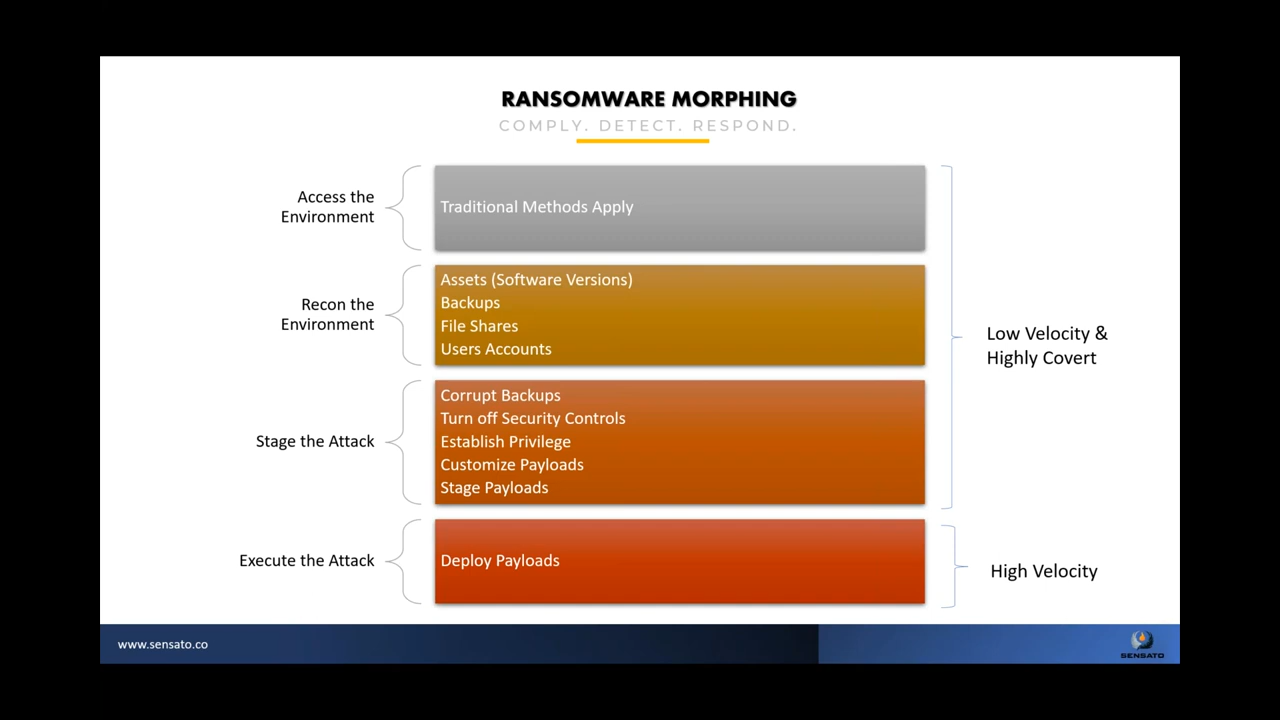 RANSOMWARE MORPHING
COMPLY. DETECT. RESPOND.
Access the
Environment
Traditional Methods Apply
Recon the
Environment
Assets (Software Versions)
Backups
File Shares
Users Accounts
Low Velocity &
Highly Covert
Stage the Attack
Corrupt Backups
Turn off Security Controls
Establish Privilege
Customize Payloads
Stage Payloads
Execute the Attack
Deploy Payloads
High Velocity
www.sensato.co
SENSATO